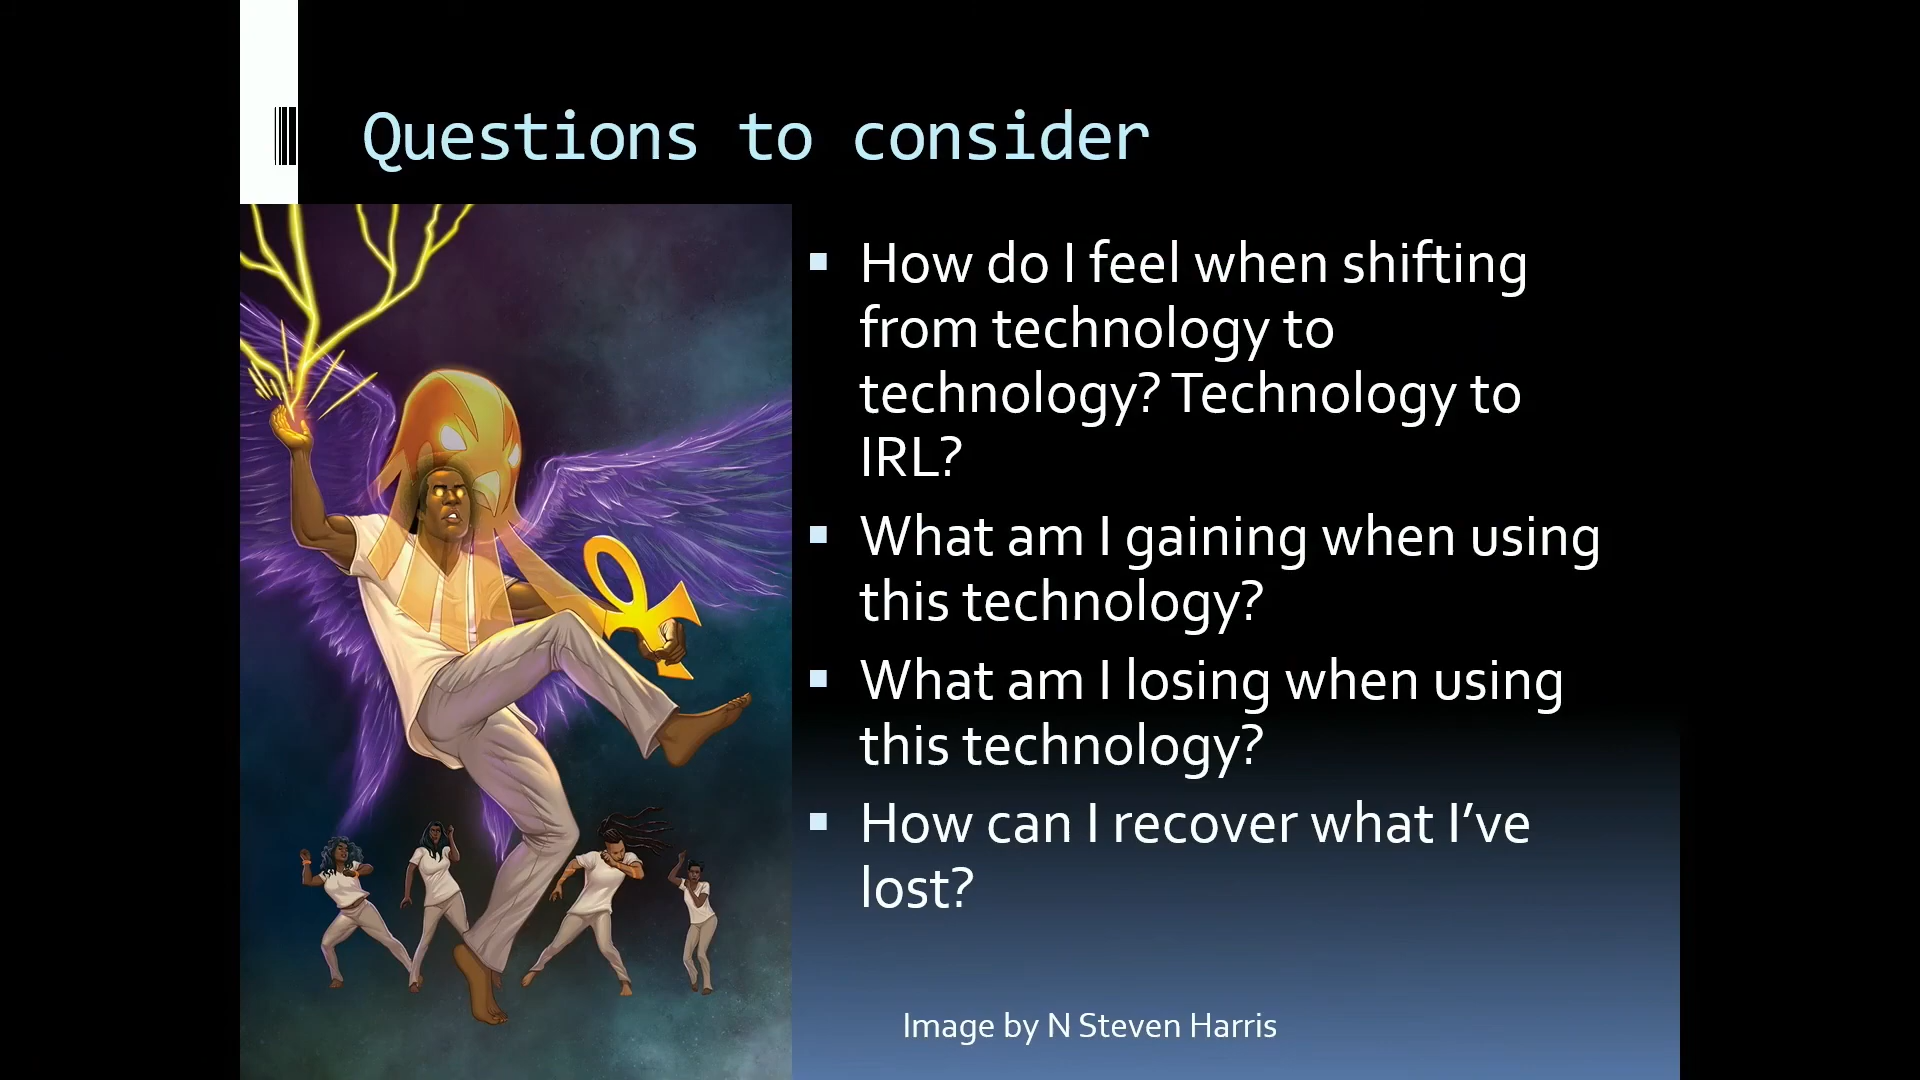 Questions to consider
How do I feel when shifting
from technology to
technology? Technology to
IRL?
What am I gaining when using
this technology?
What am I losing when using
this technology?
How can I recover what I’ve
lost?
Image by N Steven Harris